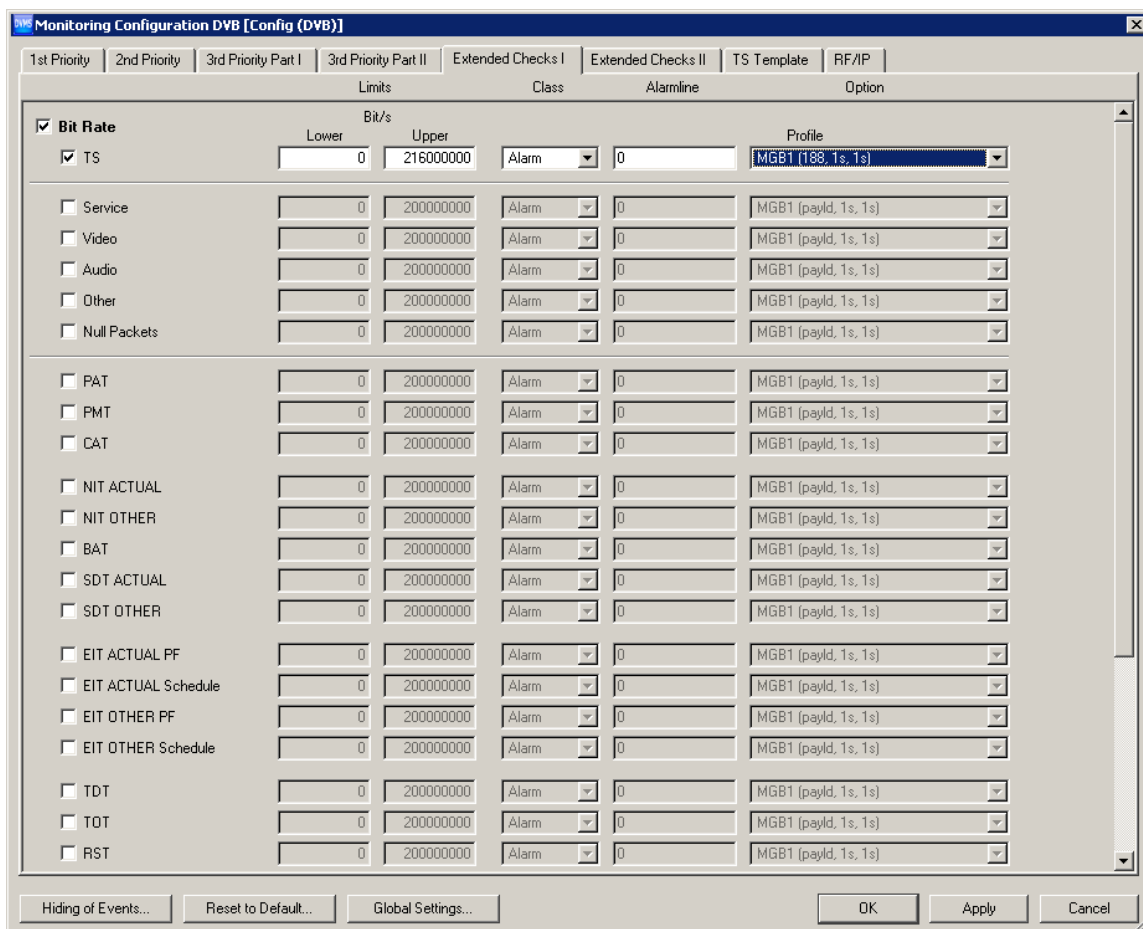 DVMS Monitoring Configuration DVB [Config (DVB)]
1st Priority 2nd Priority 3rd Priority Part I 3rd Priority Part II Extended Checks I Extended Checks II TS Template RF/IP
Limits Class Alarmline Option
Bit Rate Bit/s
Lower Upper Profile
TS 0 216000000 Alarm 0 MGB1 (188, 1s, 1s)
Service 0 200000000 Alarm 0 MGB1 (payld, 1s, 1s)
Video 0 200000000 Alarm 0 MGB1 (payld, 1s, 1s)
Audio 0 200000000 Alarm 0 MGB1 (payld, 1s, 1s)
Other 0 200000000 Alarm 0 MGB1 (payld, 1s, 1s)
Null Packets 0 200000000 Alarm 0 MGB1 (payld, 1s, 1s)
PAT 0 200000000 Alarm 0 MGB1 (payld, 1s, 1s)
PMT 0 200000000 Alarm 0 MGB1 (payld, 1s, 1s)
CAT 0 200000000 Alarm 0 MGB1 (payld, 1s, 1s)
NIT ACTUAL 0 200000000 Alarm 0 MGB1 (payld, 1s, 1s)
NIT OTHER 0 200000000 Alarm 0 MGB1 (payld, 1s, 1s)
BAT 0 200000000 Alarm 0 MGB1 (payld, 1s, 1s)
SDT ACTUAL 0 200000000 Alarm 0 MGB1 (payld, 1s, 1s)
SDT OTHER 0 200000000 Alarm 0 MGB1 (payld, 1s, 1s)
EIT ACTUAL PF 0 200000000 Alarm 0 MGB1 (payld, 1s, 1s)
EIT ACTUAL Schedule 0 200000000 Alarm 0 MGB1 (payld, 1s, 1s)
EIT OTHER PF 0 200000000 Alarm 0 MGB1 (payld, 1s, 1s)
EIT OTHER Schedule 0 200000000 Alarm 0 MGB1 (payld, 1s, 1s)
TDT 0 200000000 Alarm 0 MGB1 (payld, 1s, 1s)
TOT 0 200000000 Alarm 0 MGB1 (payld, 1s, 1s)
RST 0 200000000 Alarm 0 MGB1 (payld, 1s, 1s)
Hiding of Events... Reset to Default... Global Settings... OK Apply Cancel